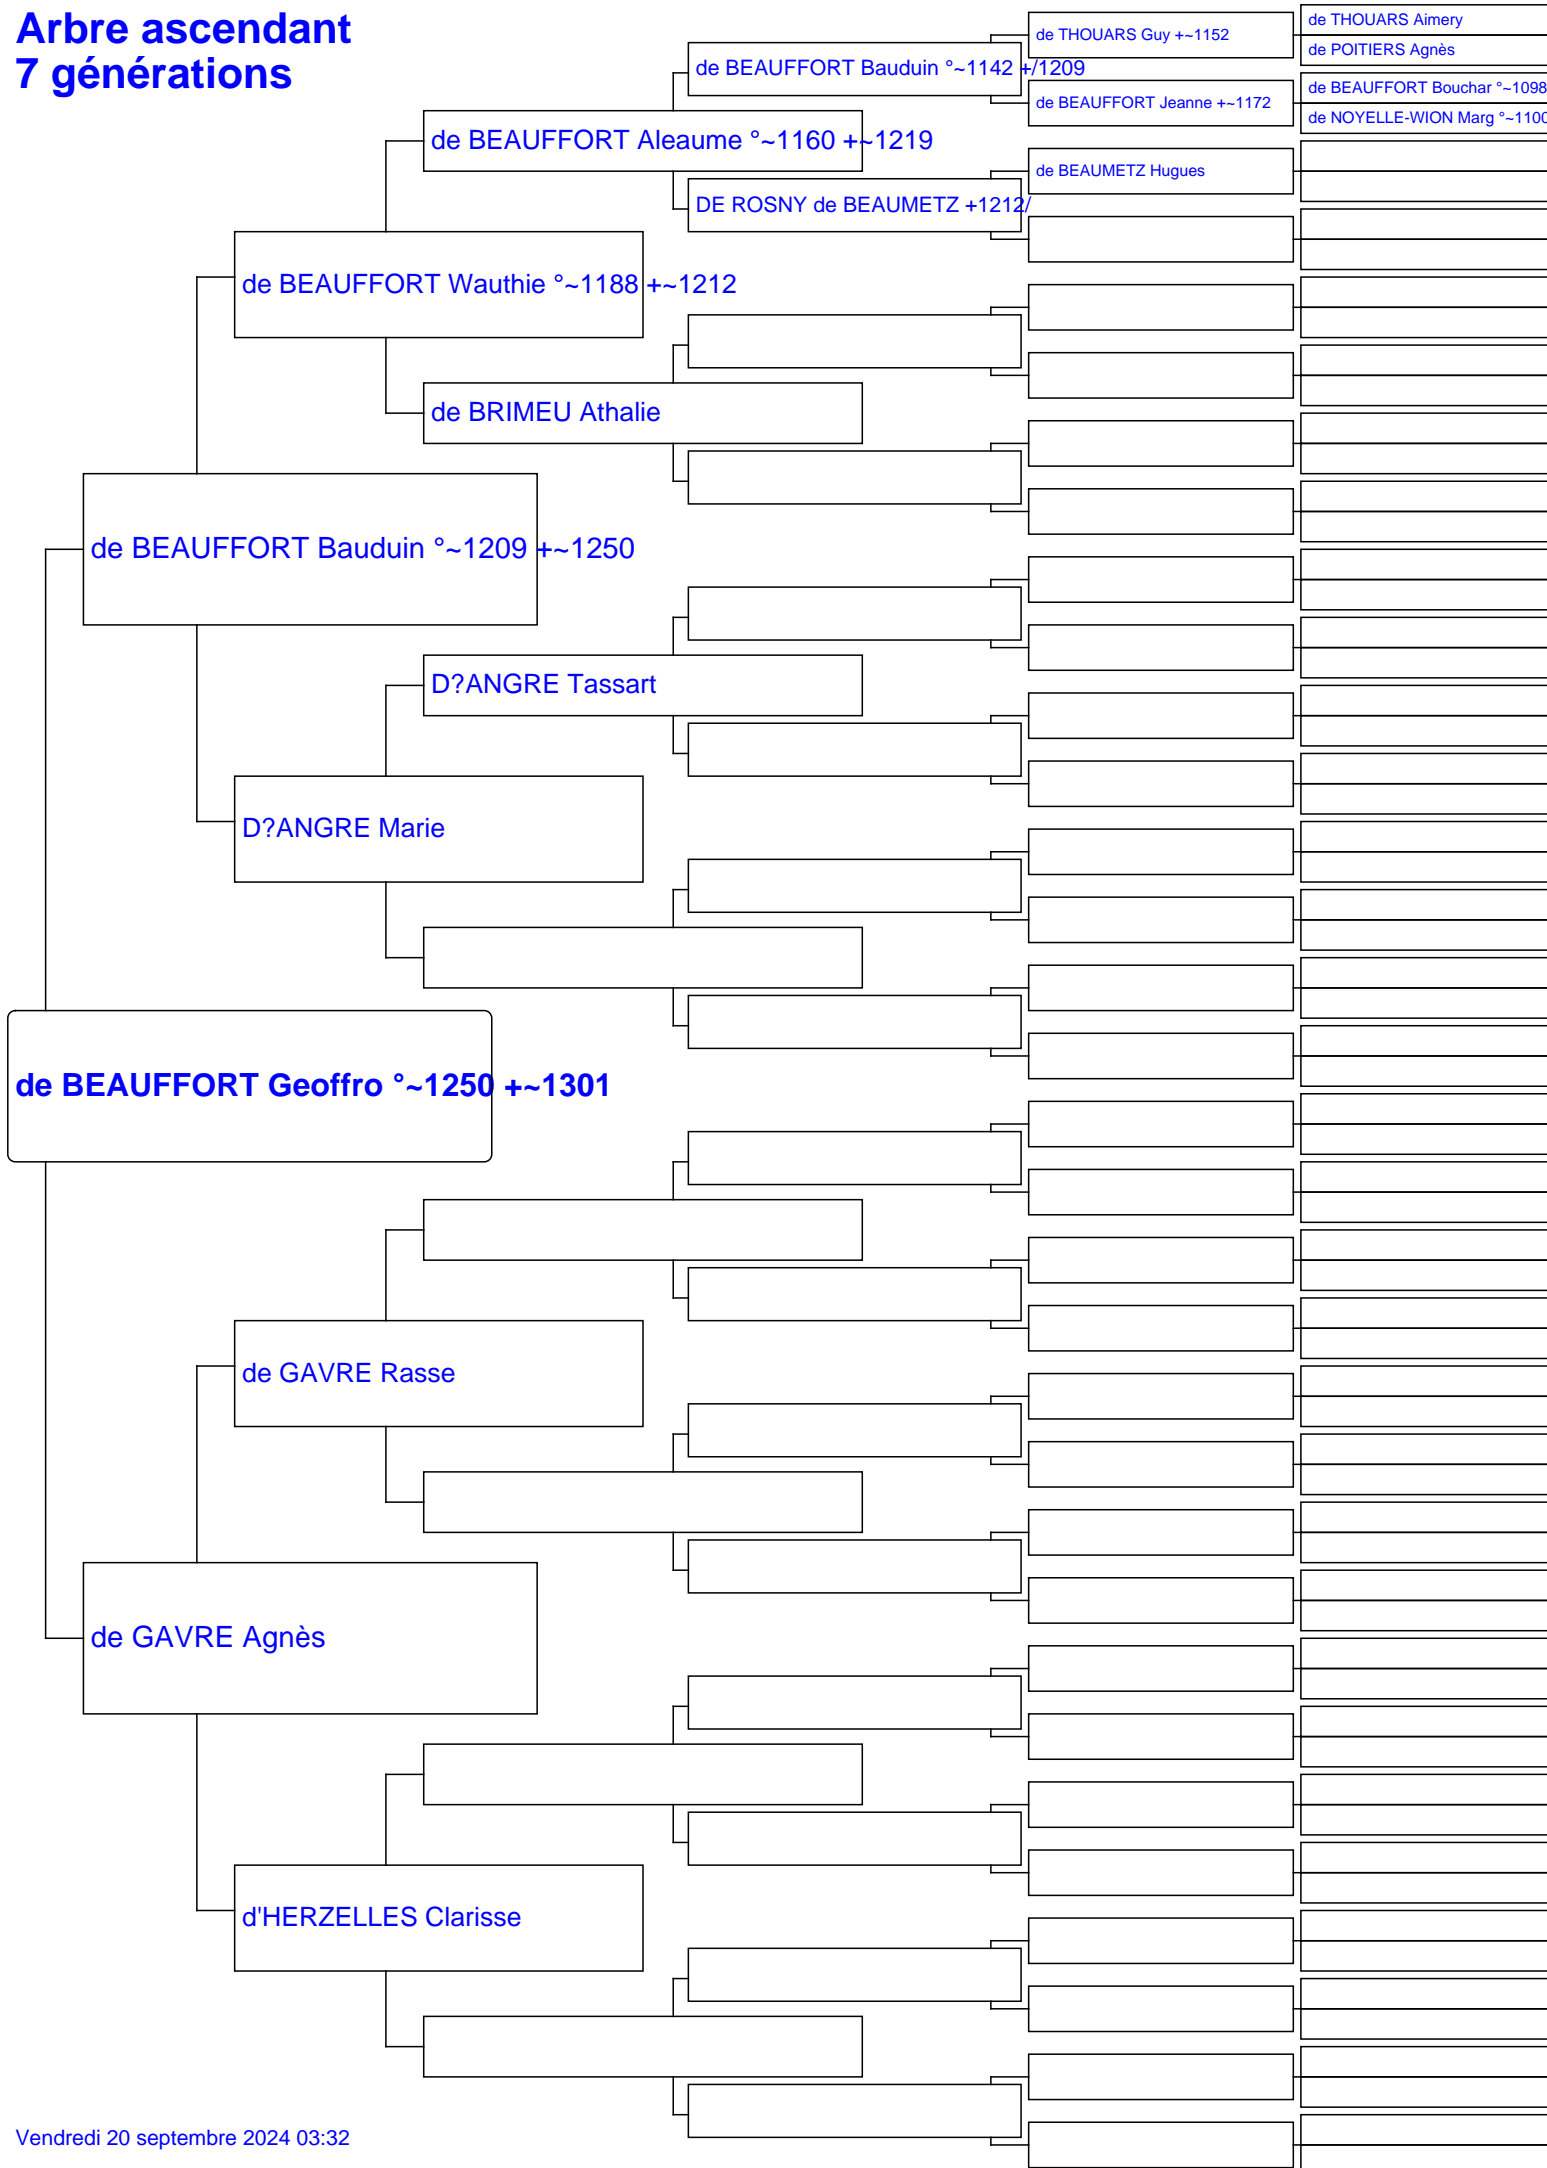 Arbre ascendant
7 générations
de THOUARS Aimery
de THOUARS Guy +~1152
de POITIERS Agnès
de BEAUFFORT Bauduin °~1142 +/1209
de BEAUFFORT Bouchar °~1098
de BEAUFFORT Jeanne +~1172
de NOYELLE-WION Marg °~1100
de BEAUFFORT Aleaume °~1160 +~1219
de BEAUMETZ Hugues
DE ROSNY de BEAUMETZ +1212/
de BEAUFFORT Wauthie °~1188 +~1212
de BRIMEU Athalie
de BEAUFFORT Bauduin °~1209 +~1250
D?ANGRE Tassart
D?ANGRE Marie
de BEAUFFORT Geoffro °~1250 +~1301
de GAVRE Rasse
de GAVRE Agnès
d'HERZELLES Clarisse
Vendredi 20 septembre 2024 03:32